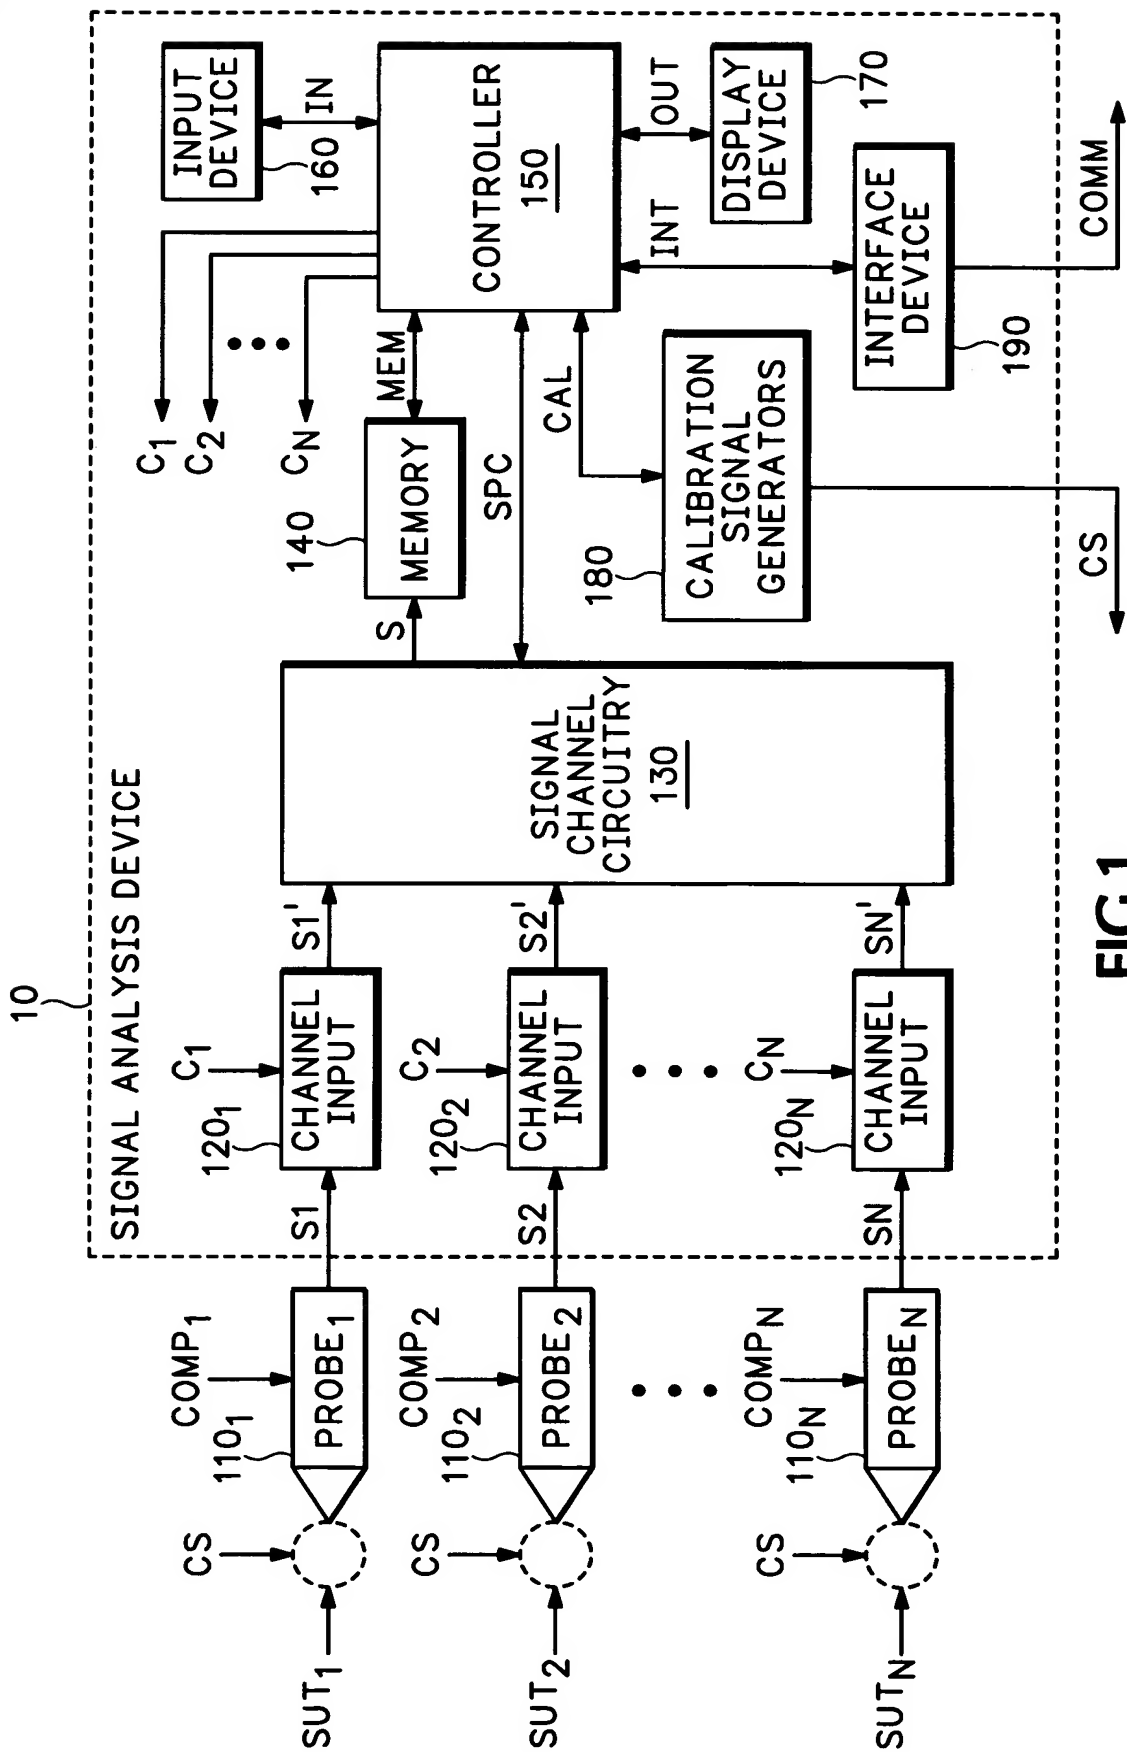 10
SIGNAL ANALYSIS DEVICE
SUT1
CS
1101
COMP1
PROBE1
S1
1201
C1
CHANNEL
INPUT
S1'
SUT2
CS
1102
COMP2
PROBE2
S2
1202
C2
CHANNEL
INPUT
S2'
SUTN
CS
110N
COMPN
PROBEN
SN
120N
CN
CHANNEL
INPUT
SN'
SIGNAL
CHANNEL
CIRCUITRY
130
S
140
MEMORY
MEM
SPC
CAL
C1
C2
CN
INPUT
DEVICE
160
IN
CONTROLLER
150
OUT
DISPLAY
DEVICE
170
INT
INTERFACE
DEVICE
190
COMM
180
CALIBRATION
SIGNAL
GENERATORS
CS
FIG.1